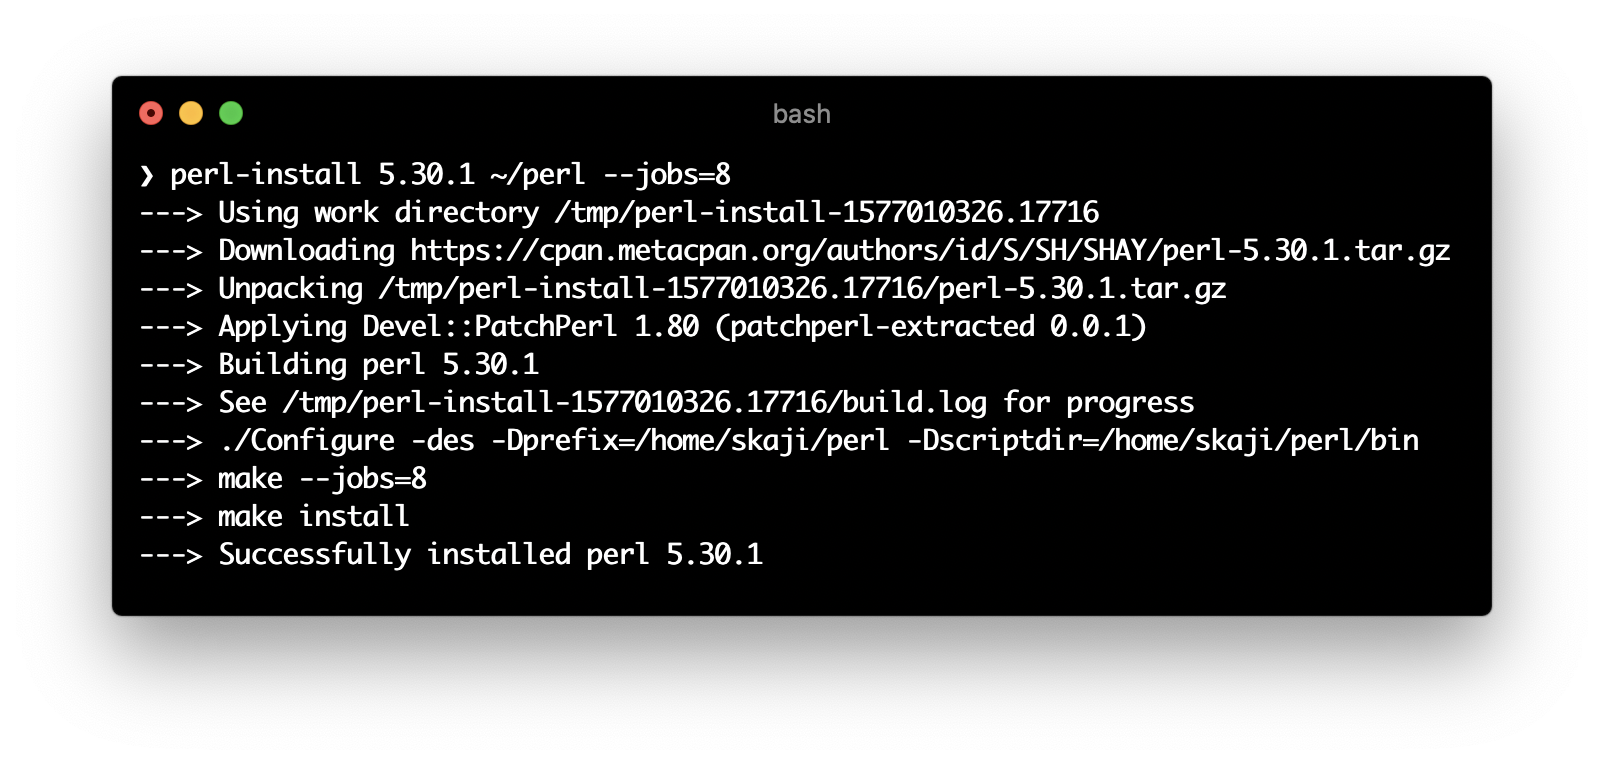 bash
❯ perl-install 5.30.1 ~/perl --jobs=8
---> Using work directory /tmp/perl-install-1577010326.17716
---> Downloading https://cpan.metacpan.org/authors/id/S/SH/SHAY/perl-5.30.1.tar.gz
---> Unpacking /tmp/perl-install-1577010326.17716/perl-5.30.1.tar.gz
---> Applying Devel::PatchPerl 1.80 (patchperl-extracted 0.0.1)
---> Building perl 5.30.1
---> See /tmp/perl-install-1577010326.17716/build.log for progress
---> ./Configure -des -Dprefix=/home/skaji/perl -Dscriptdir=/home/skaji/perl/bin
---> make --jobs=8
---> make install
---> Successfully installed perl 5.30.1